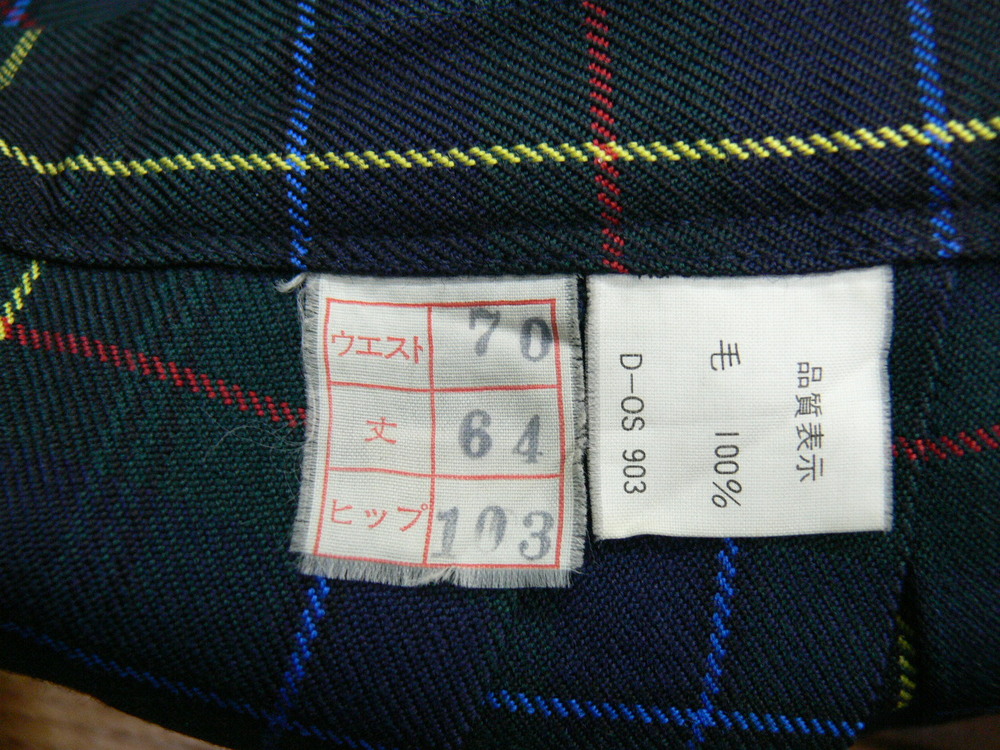 ウエスト 70
丈 64
ヒップ 103
品質表示
毛 100%
D-OS 903